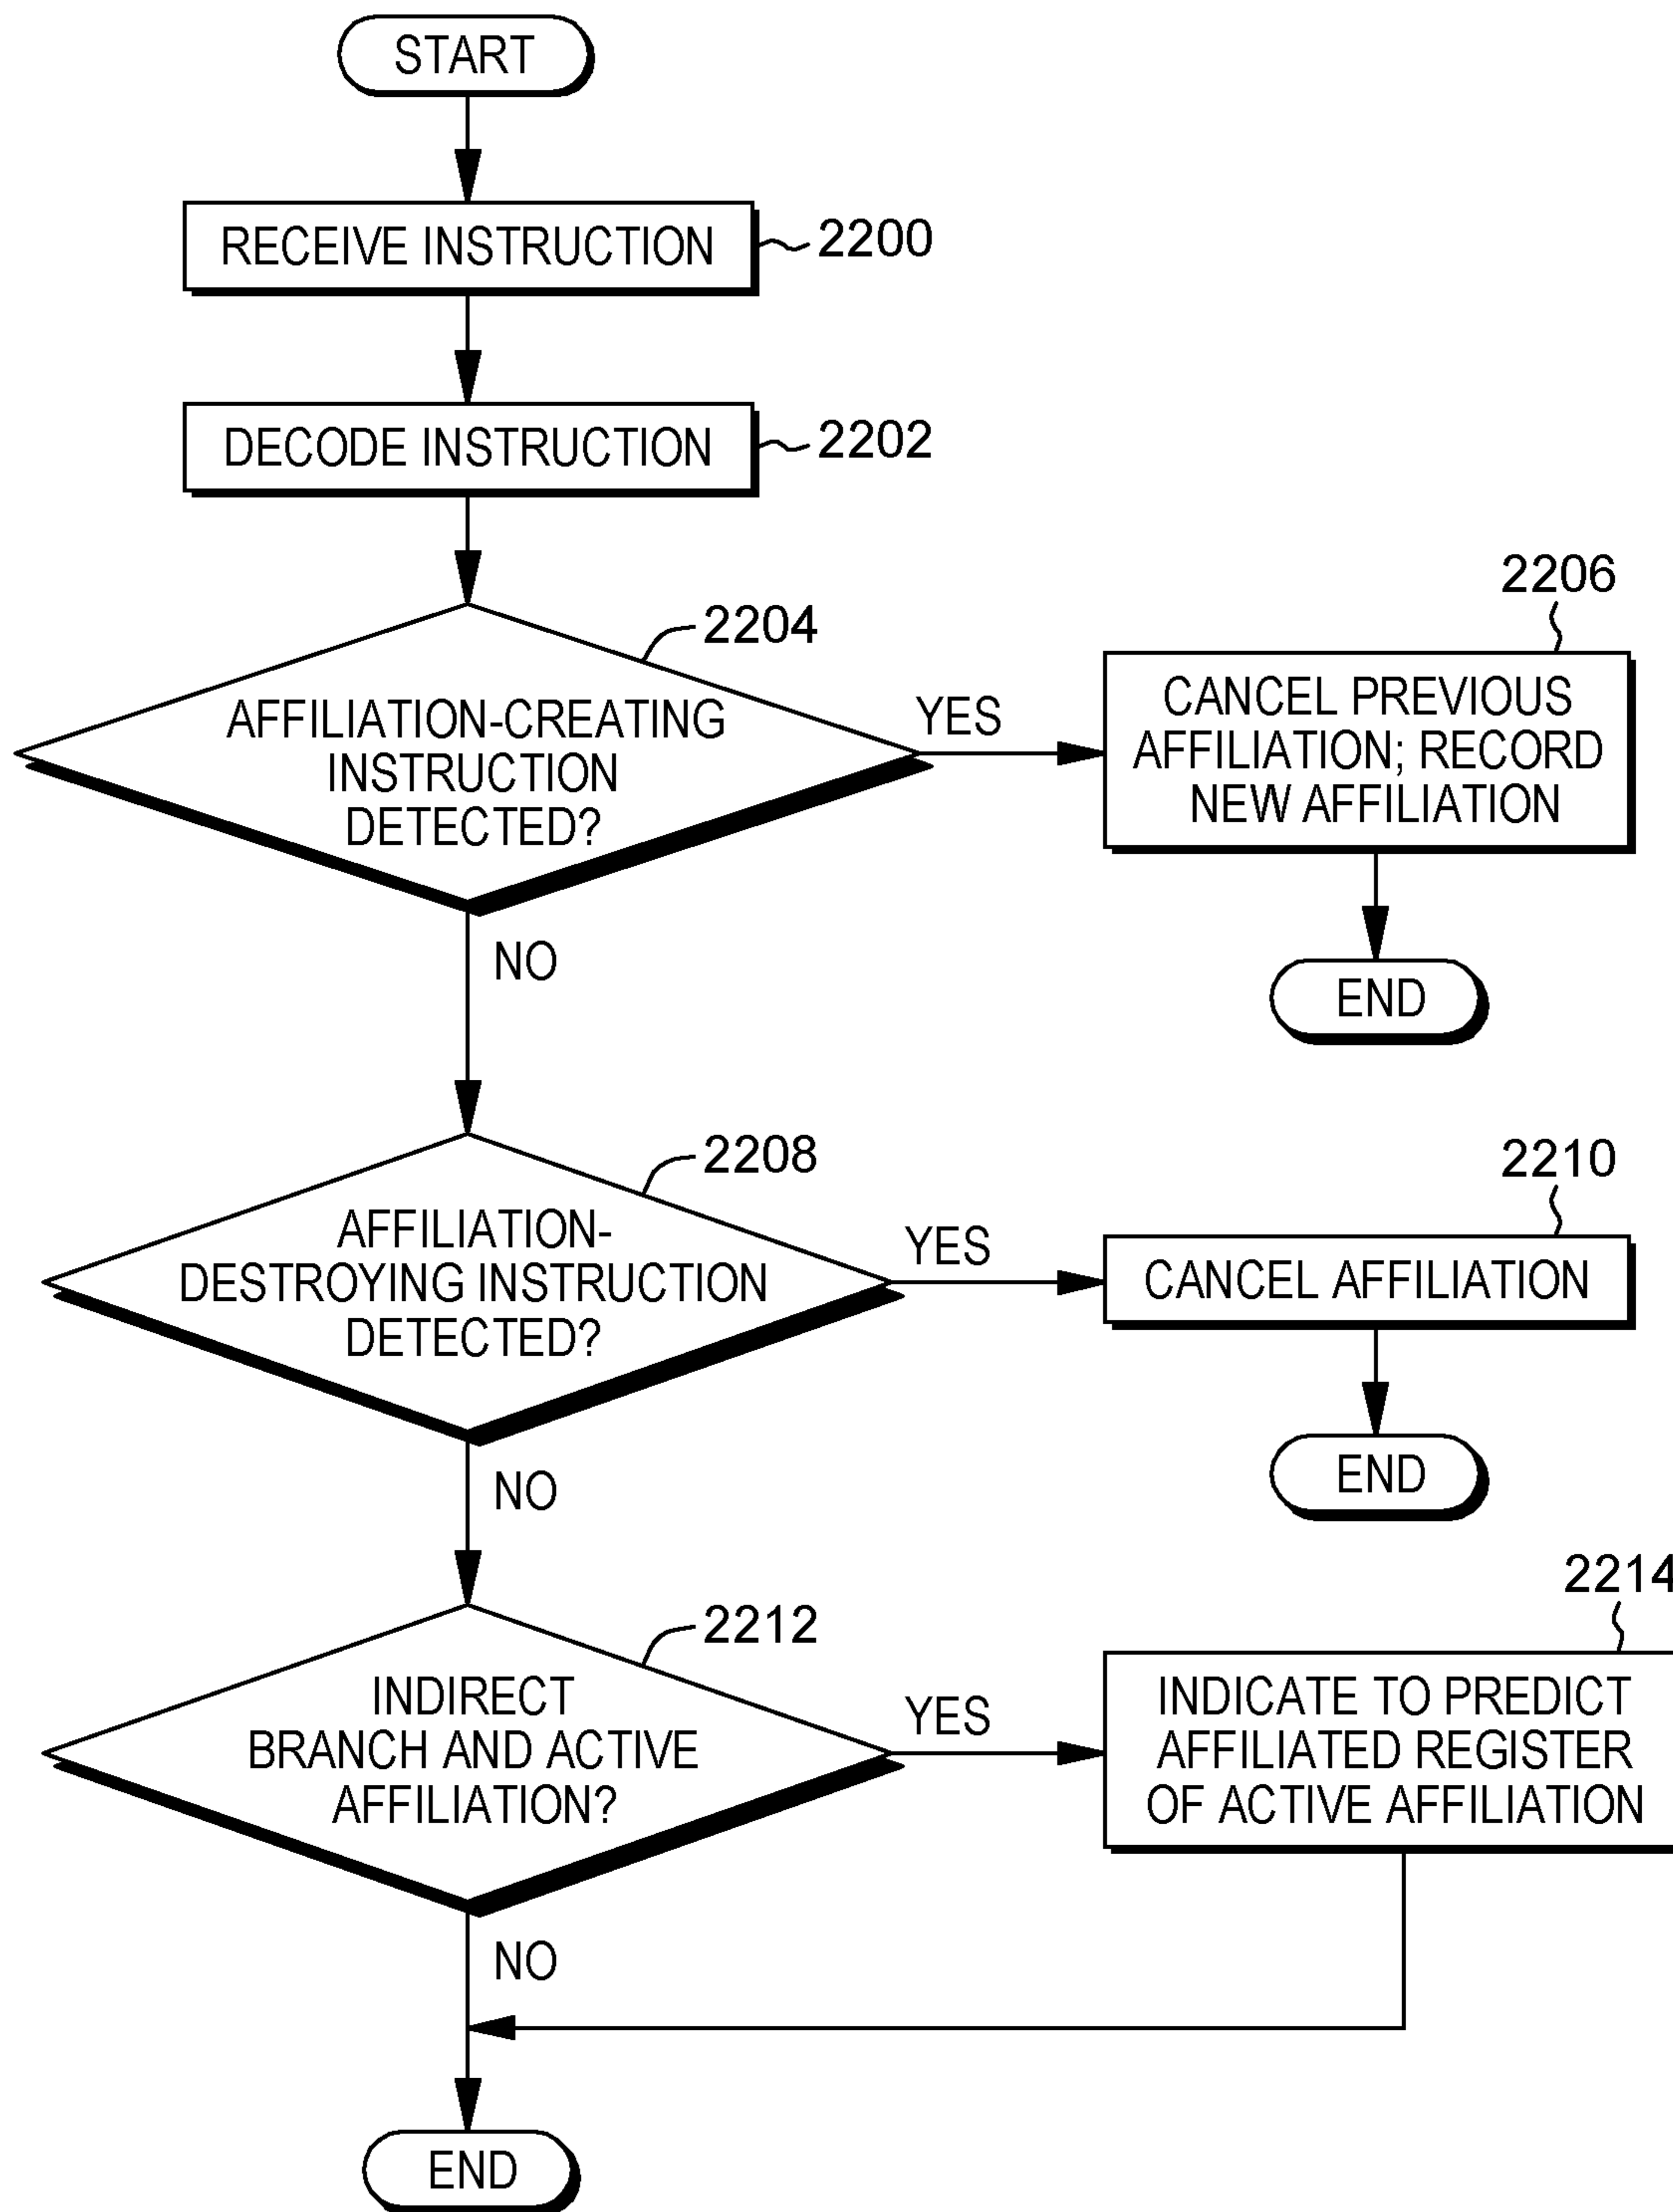 START
RECEIVE INSTRUCTION
2200
DECODE INSTRUCTION
2202
2204
AFFILIATION-CREATING
INSTRUCTION
DETECTED?
YES
2206
CANCEL PREVIOUS
AFFILIATION; RECORD
NEW AFFILIATION
END
NO
2208
AFFILIATION-
DESTROYING INSTRUCTION
DETECTED?
YES
2210
CANCEL AFFILIATION
END
NO
2212
INDIRECT
BRANCH AND ACTIVE
AFFILIATION?
YES
2214
INDICATE TO PREDICT
AFFILIATED REGISTER
OF ACTIVE AFFILIATION
NO
END